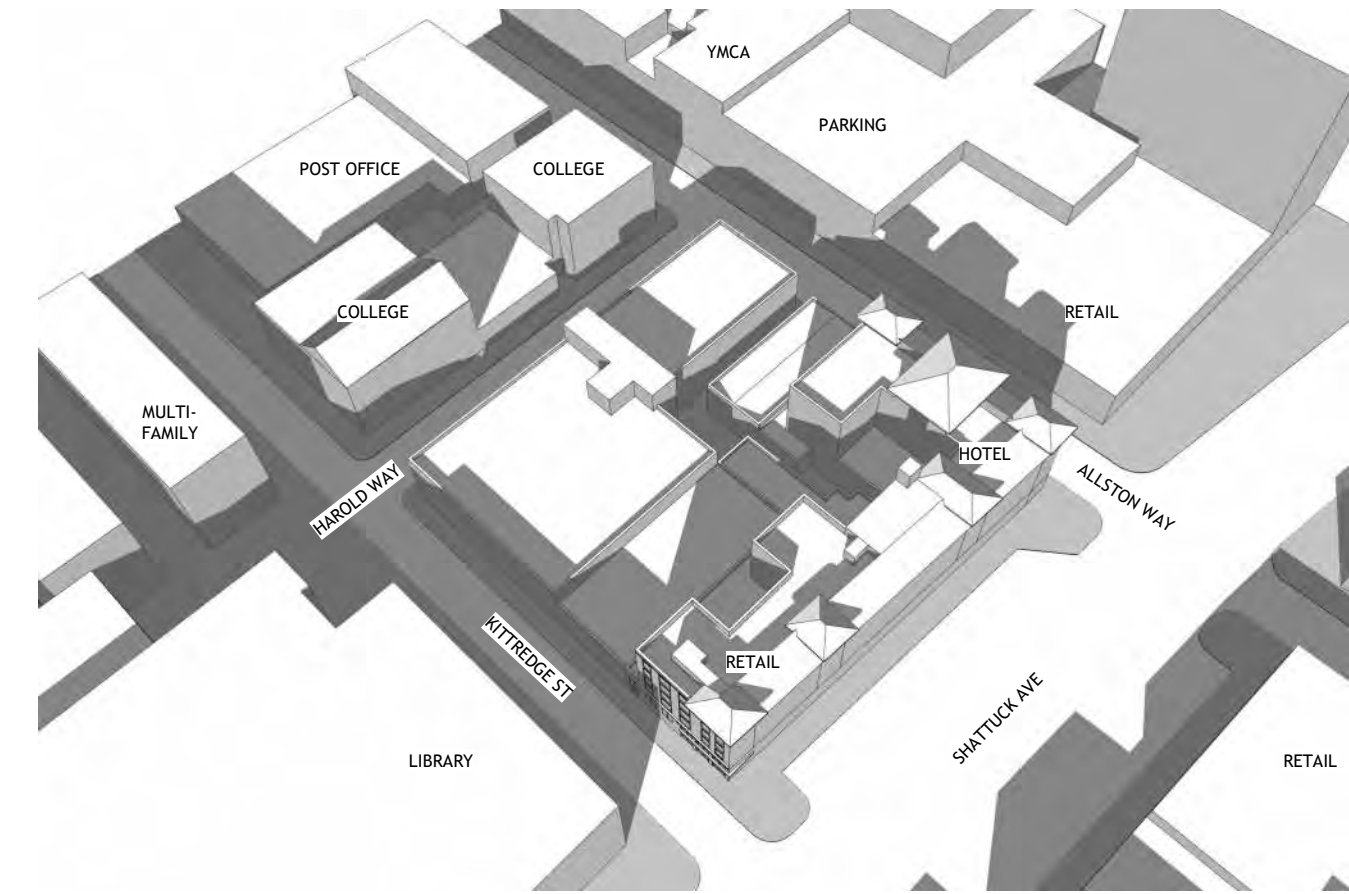 YMCA
PARKING
POST OFFICE
COLLEGE
COLLEGE
RETAIL
MULTI-
FAMILY
HOTEL
HAROLD WAY
ALLSTON WAY
KITTREDGE ST
RETAIL
SHATTUCK AVE
LIBRARY
RETAIL